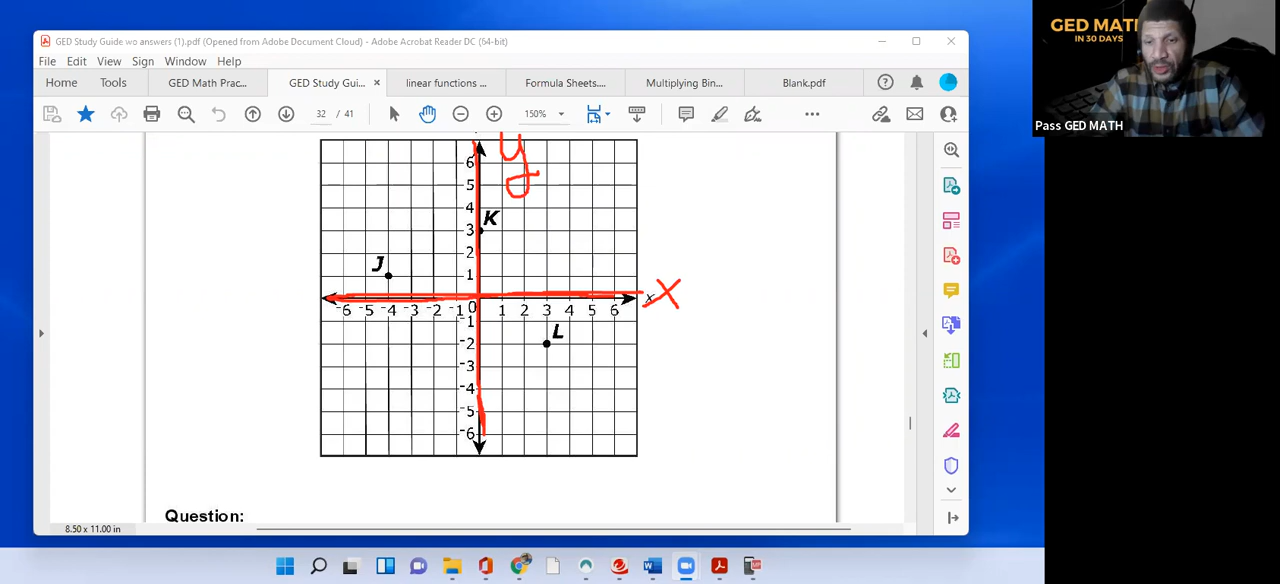 GED Study Guide wo answers (1).pdf (Opened from Adobe Document Cloud) - Adobe Acrobat Reader DC (64-bit)
File Edit View Sign Window Help
Home Tools GED Math Prac... GED Study Gui... × linear functions ... Formula Sheets.... Multiplying Bin... Blank.pdf
32 / 41 150%
y
6
5
4
K
3
2
J
1
x X
-6 -5 -4 -3 -2 -1 0 1 2 3 4 5 6
-1
L
-2
-3
-4
-5
-6
Question:
8.50 x 11.00 in
GED MATH
IN 30 DAYS
Pass GED MATH